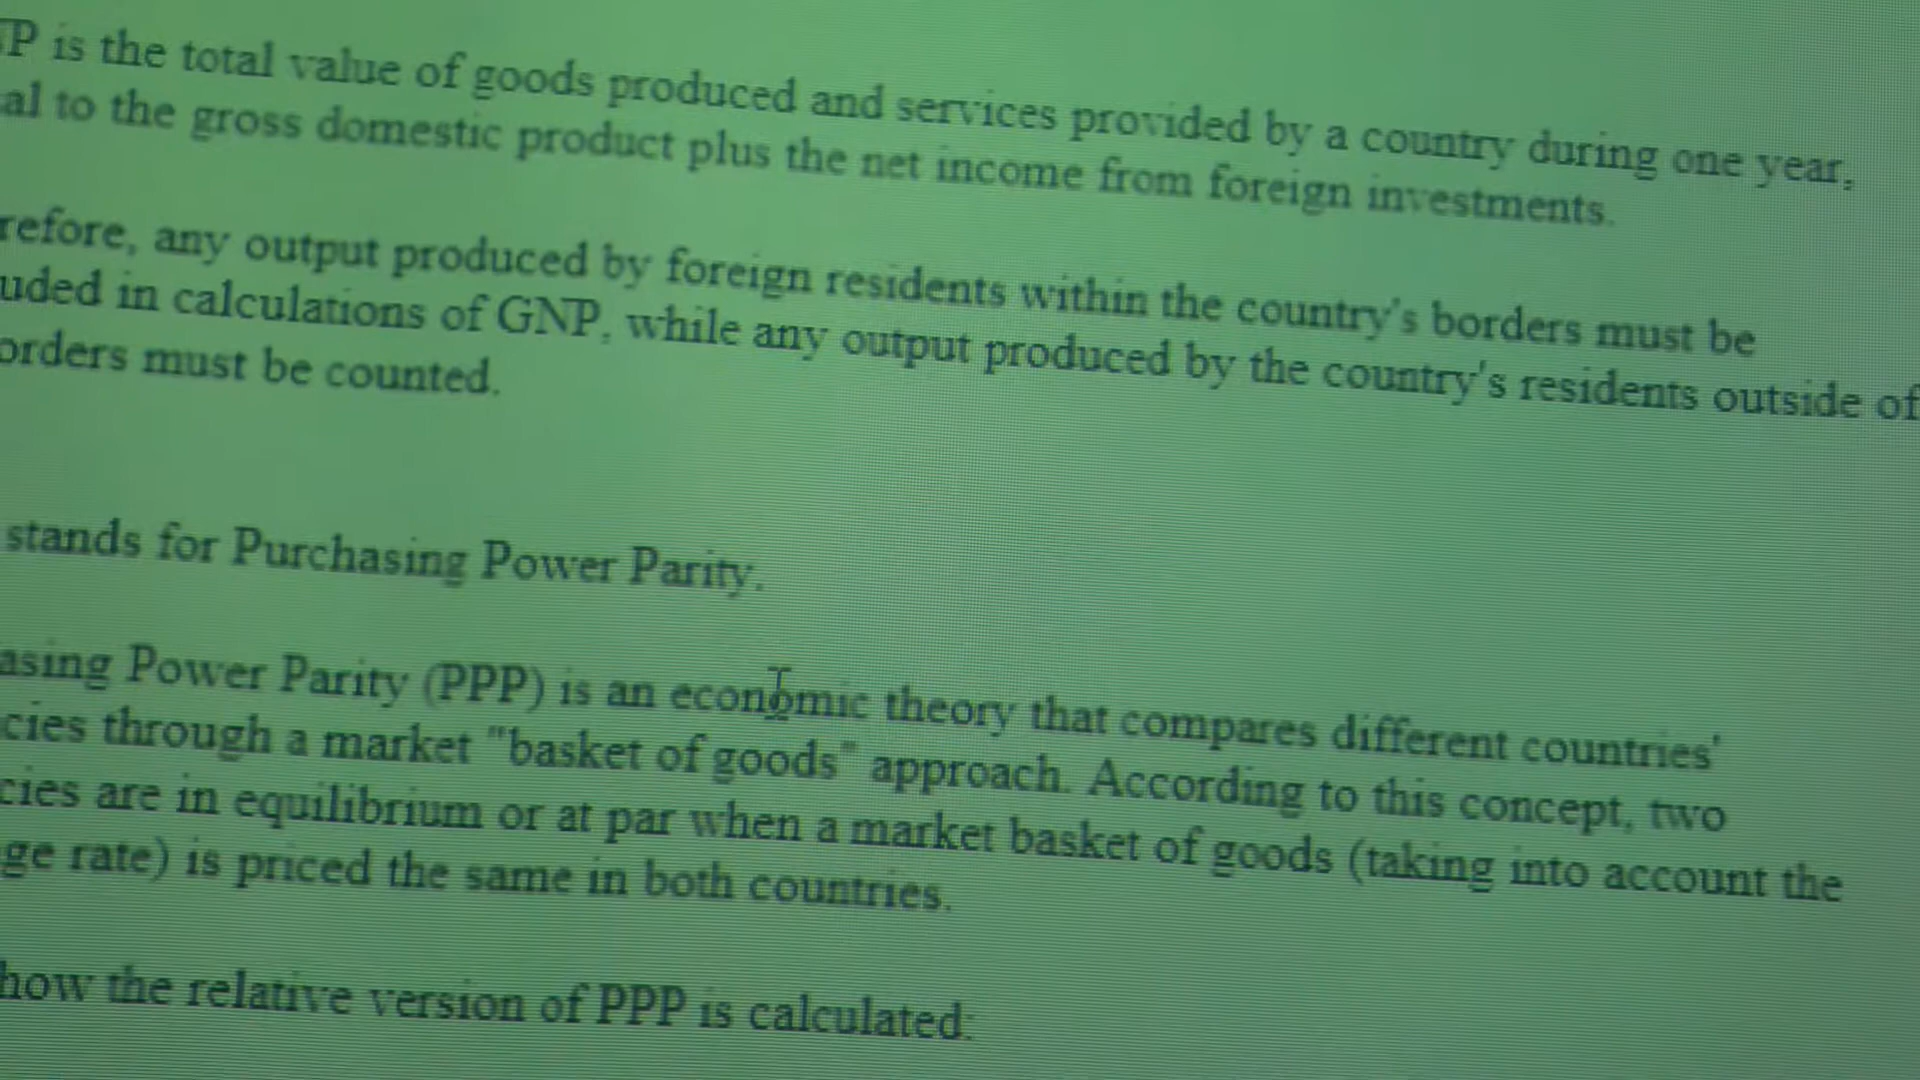 P is the total value of goods produced and services provided by a country during one year,
al to the gross domestic product plus the net income from foreign investments.
refore, any output produced by foreign residents within the country's borders must be
uded in calculations of GNP, while any output produced by the country's residents outside of
orders must be counted.
stands for Purchasing Power Parity.
asing Power Parity (PPP) is an economic theory that compares different countries'
cies through a market "basket of goods" approach. According to this concept, two
cies are in equilibrium or at par when a market basket of goods (taking into account the
ge rate) is priced the same in both countries.
how the relative version of PPP is calculated: